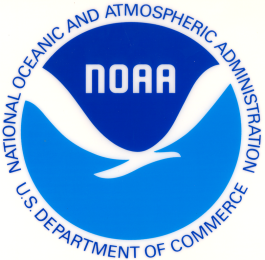 NATIONAL OCEANIC AND ATMOSPHERIC ADMINISTRATION
NOAA
U.S. DEPARTMENT OF COMMERCE